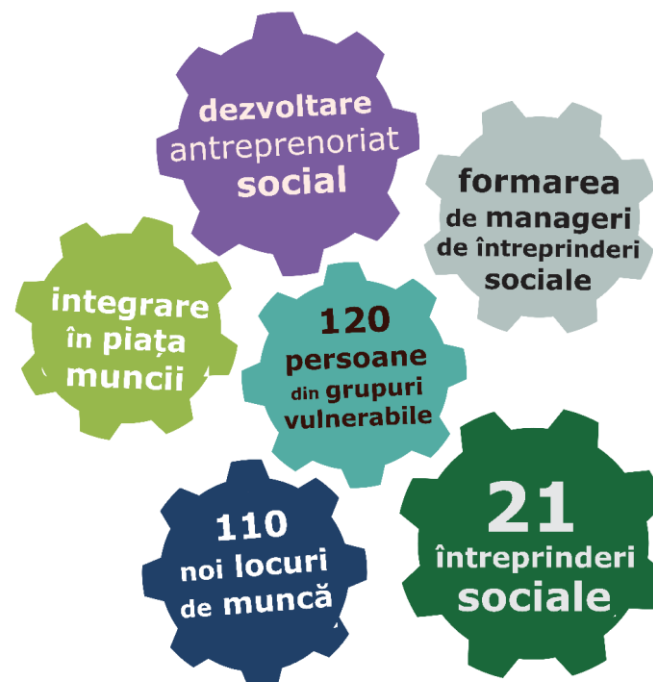 dezvoltare
antreprenoriat
social
formarea
de manageri
de întreprinderi
sociale
integrare
în piața
muncii
120
persoane
din grupuri
vulnerabile
110
noi locuri
de muncă
21
întreprinderi
sociale